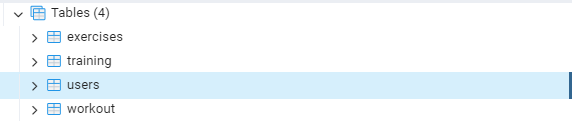 Tables (4)
exercises
training
users
workout